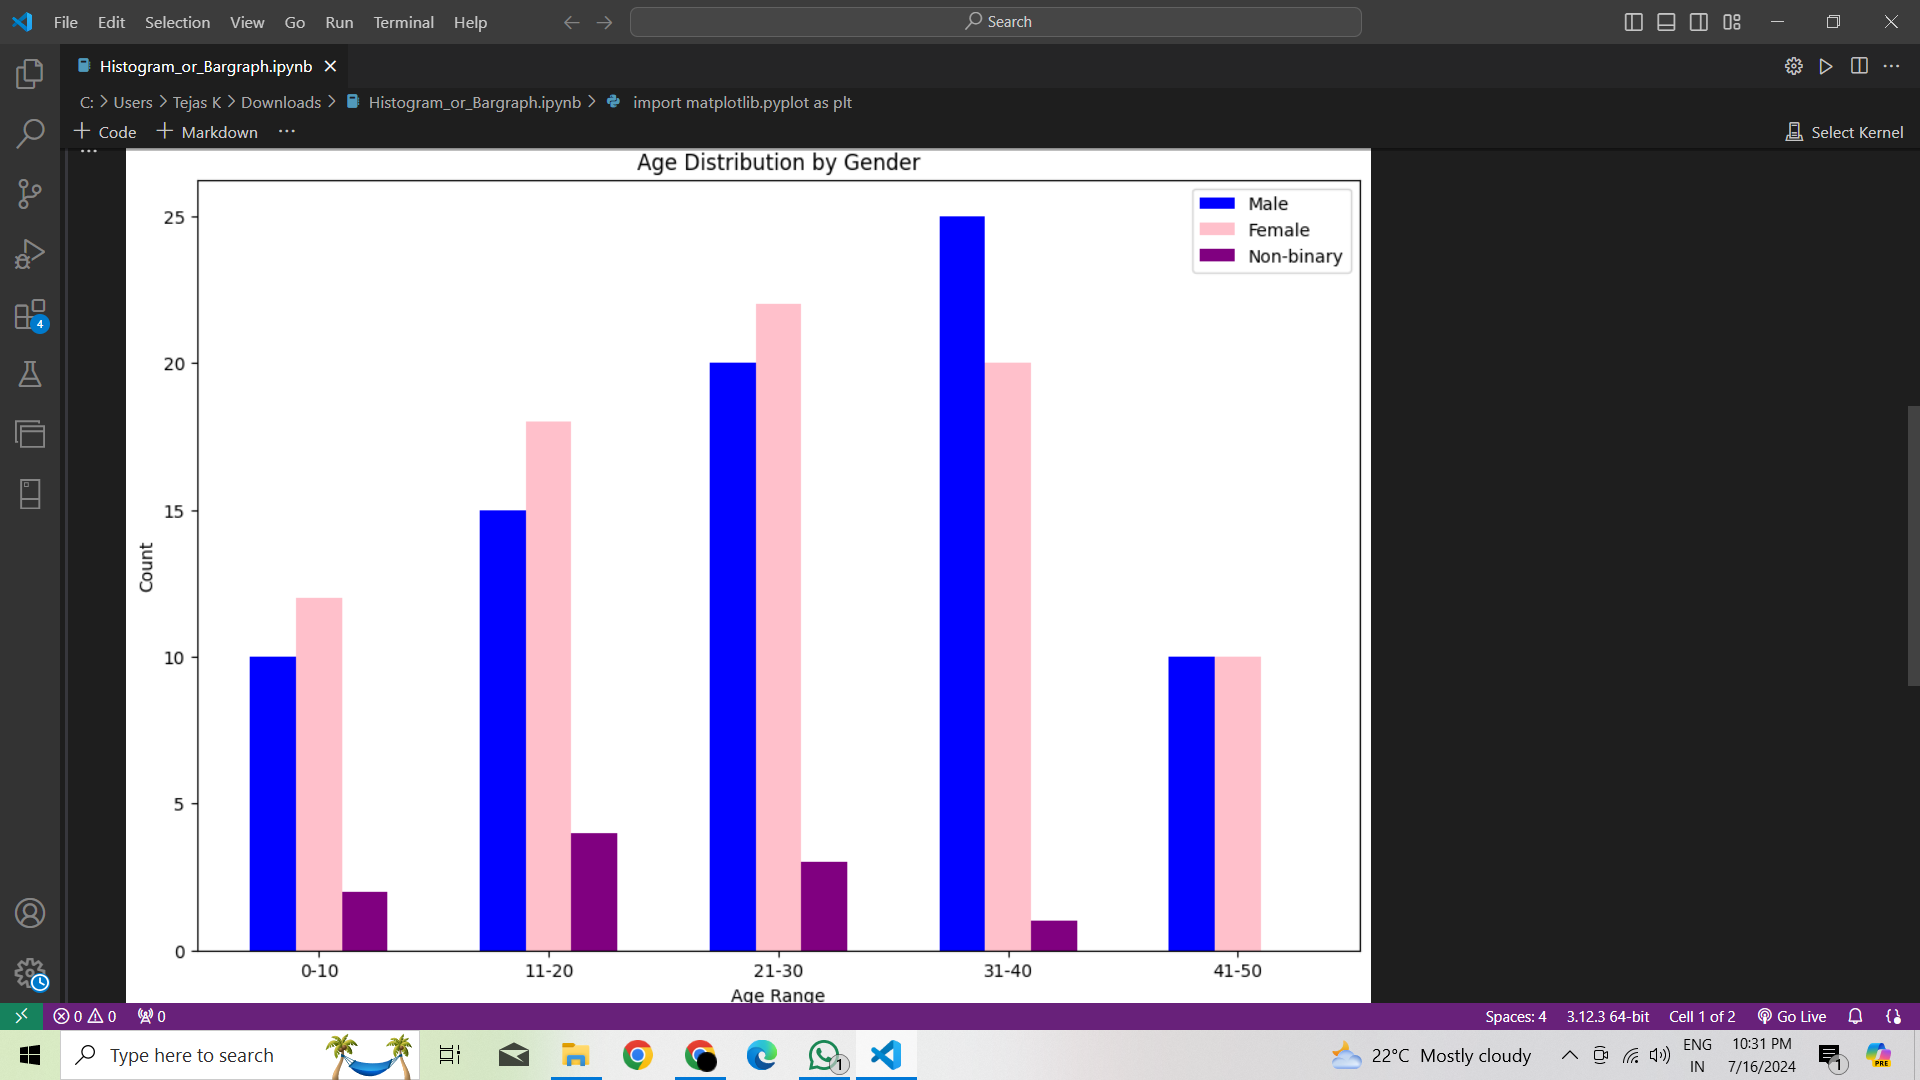 File Edit Selection View Go Run Terminal Help
Search
Histogram_or_Bargraph.ipynb
C: > Users > Tejas K > Downloads > Histogram_or_Bargraph.ipynb > import matplotlib.pyplot as plt
+ Code + Markdown ...
Select Kernel
...
Age Distribution by Gender
Male
Female
Non-binary
25
20
15
10
5
0
Count
0-10 11-20 21-30 31-40 41-50
Age Range
4
0 0 0
Spaces: 4 3.12.3 64-bit Cell 1 of 2 Go Live
Type here to search
1
22°C Mostly cloudy
ENG
IN
10:31 PM
7/16/2024
1
PRE